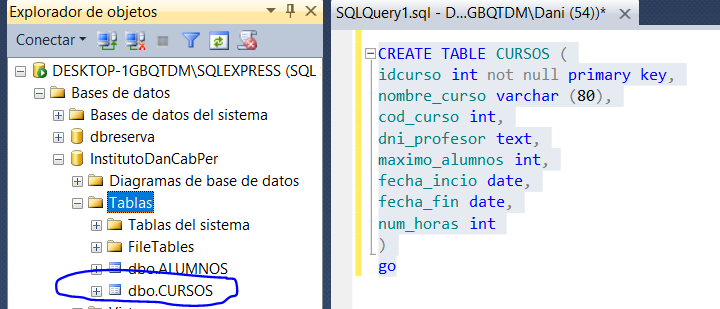 Explorador de objetos
Conectar
DESKTOP-1GBQTDM\SQLEXPRESS (SQL
Bases de datos
Bases de datos del sistema
dbreserva
InstitutoDanCabPer
Diagramas de base de datos
Tablas
Tablas del sistema
FileTables
dbo.ALUMNOS
dbo.CURSOS
SQLQuery1.sql - D...GBQTDM\Dani (54))*
CREATE TABLE CURSOS (
idcurso int not null primary key,
nombre_curso varchar (80),
cod_curso int,
dni_profesor text,
maximo_alumnos int,
fecha_incio date,
fecha_fin date,
num_horas int
)
go